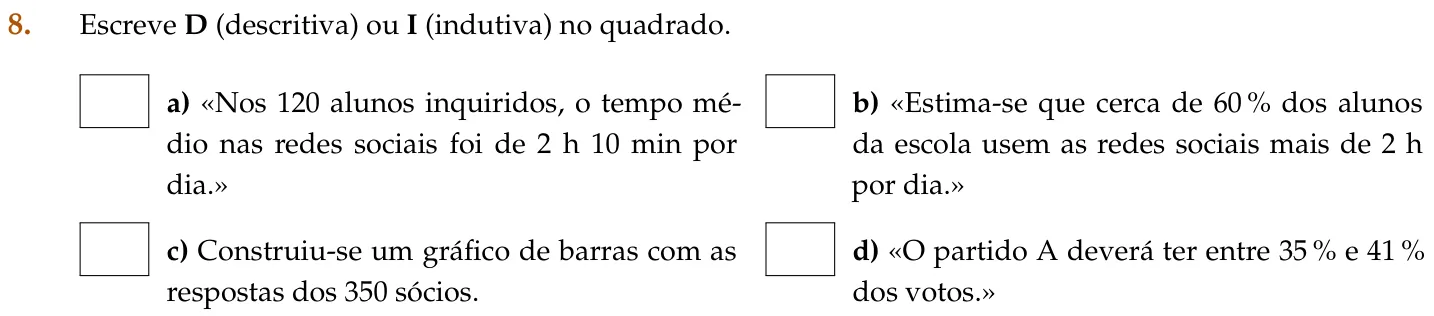 8. Escreve D (descritiva) ou I (indutiva) no quadrado.
a) «Nos 120 alunos inquiridos, o tempo mé-
dio nas redes sociais foi de 2 h 10 min por
dia.»
b) «Estima-se que cerca de 60 % dos alunos
da escola usem as redes sociais mais de 2 h
por dia.»
c) Construiu-se um gráfico de barras com as
respostas dos 350 sócios.
d) «O partido A deverá ter entre 35 % e 41 %
dos votos.»